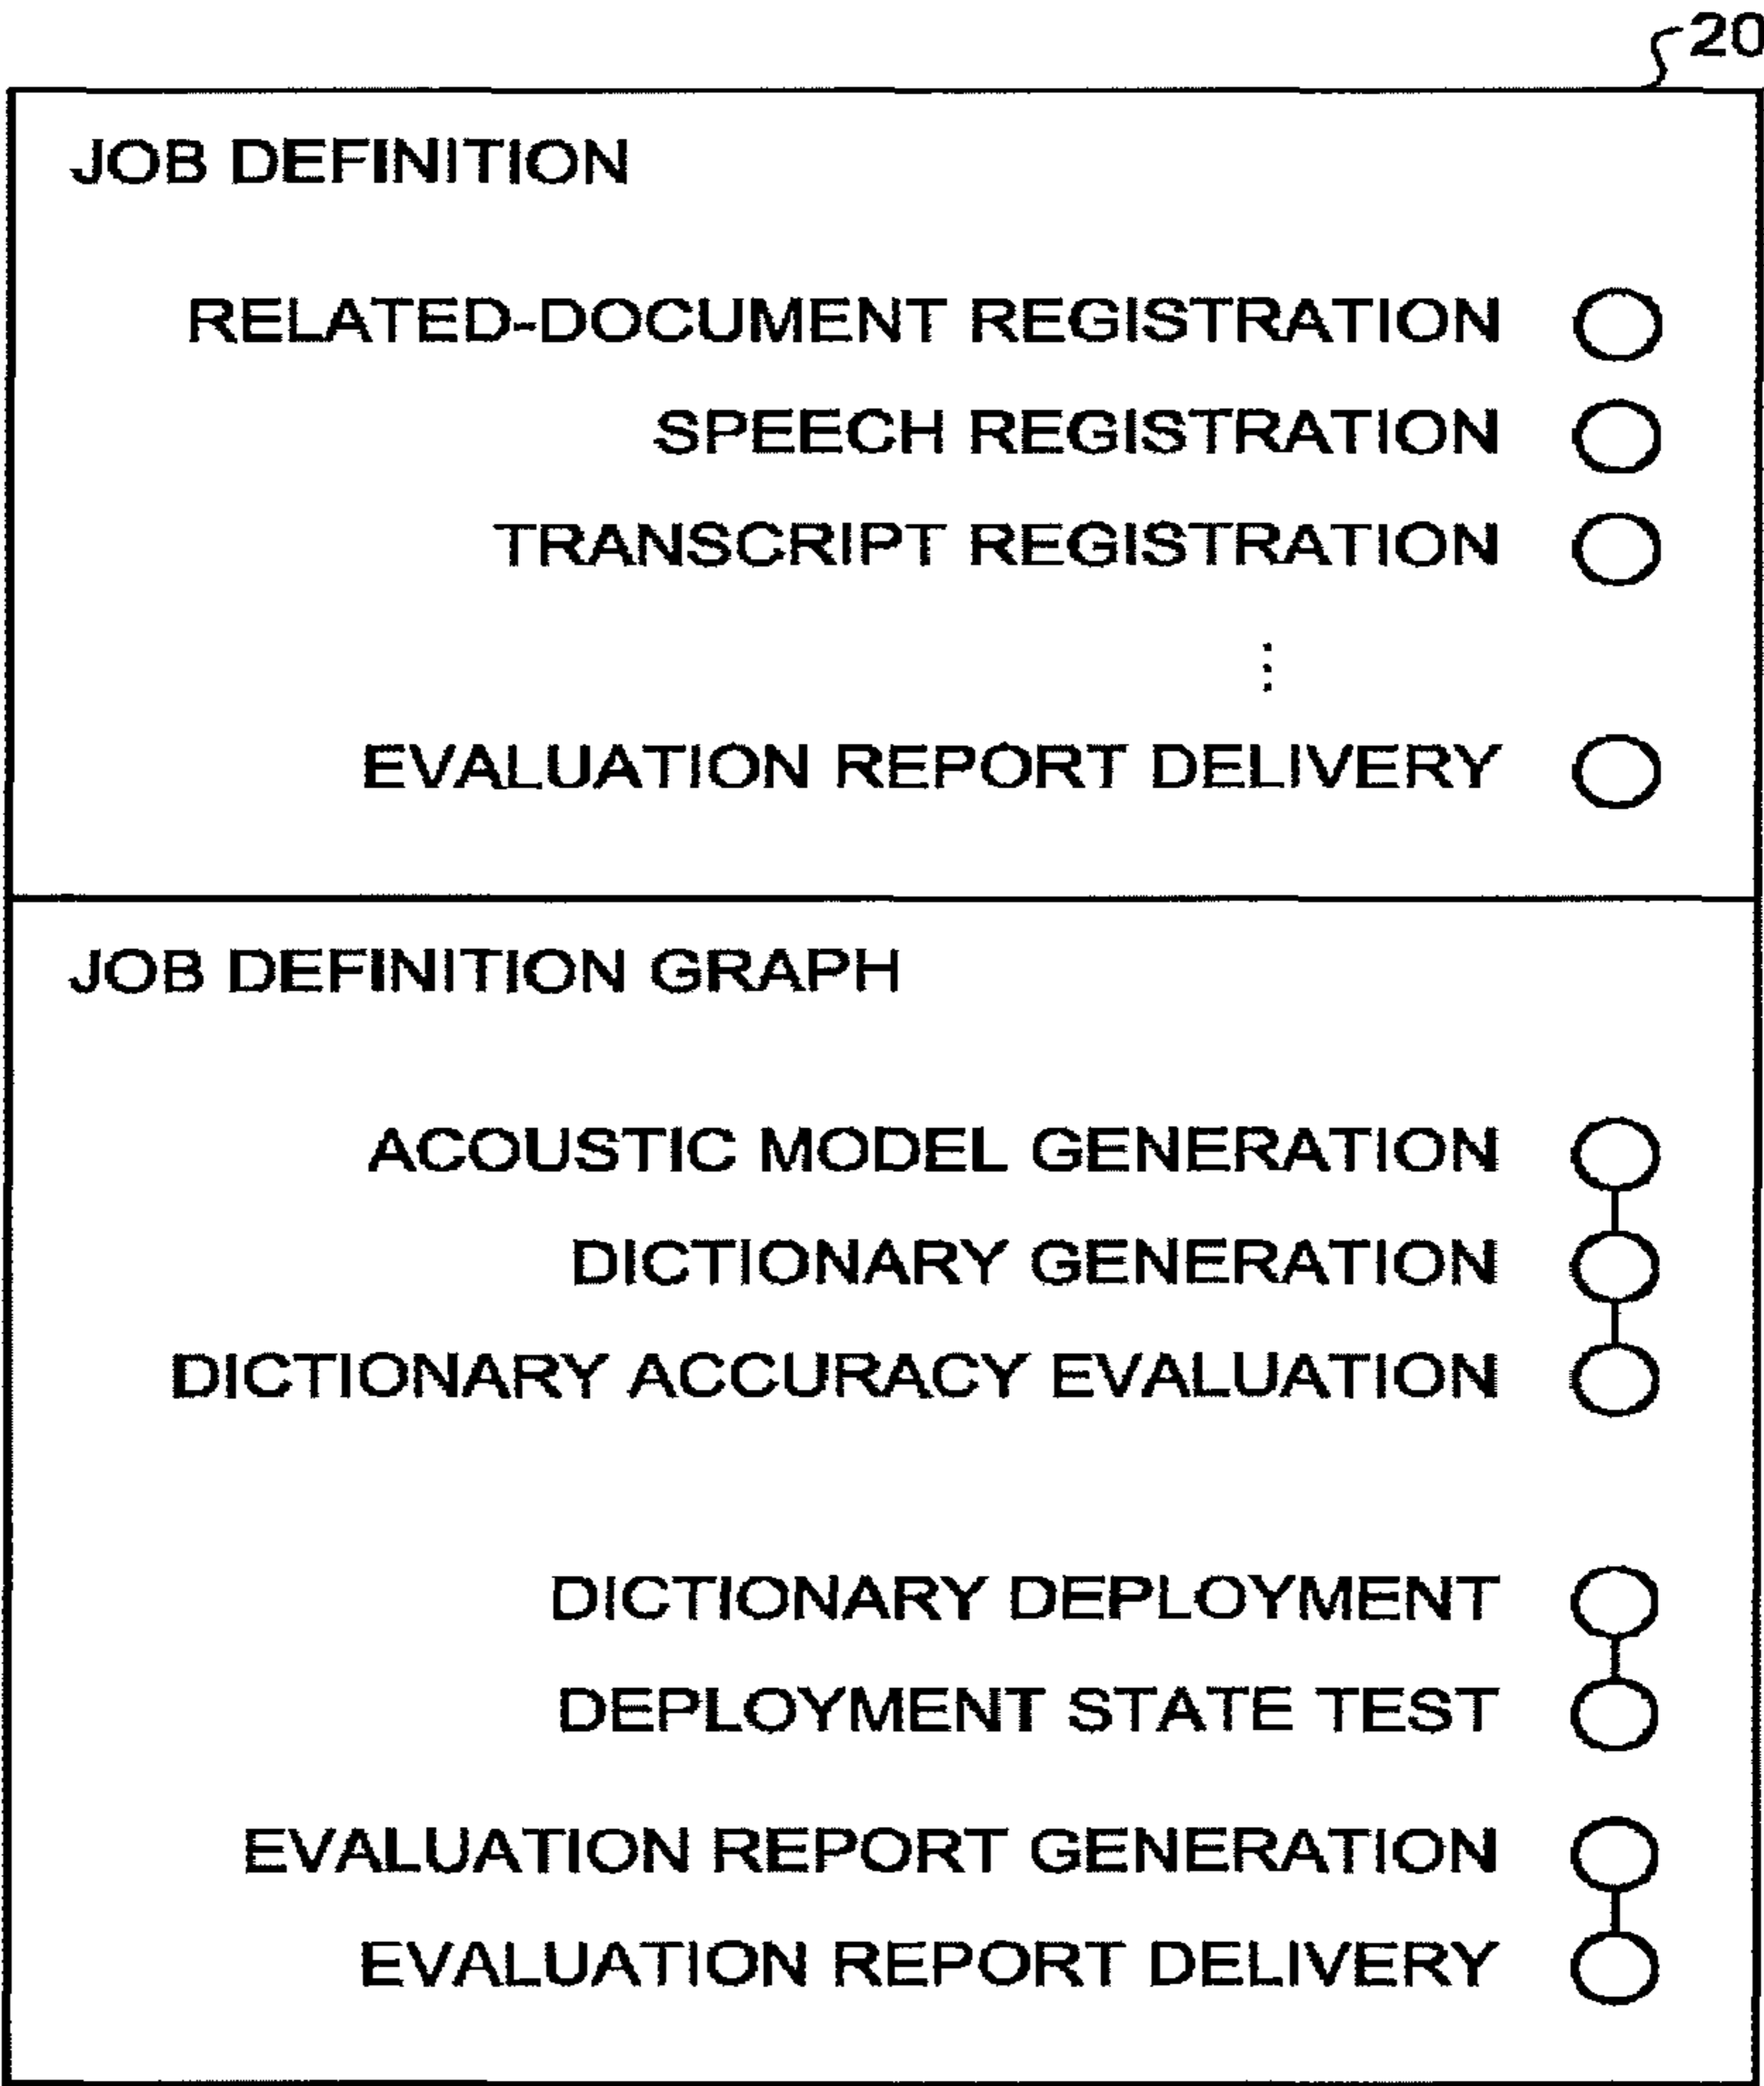 20
JOB DEFINITION
RELATED-DOCUMENT REGISTRATION
SPEECH REGISTRATION
TRANSCRIPT REGISTRATION
⋮
EVALUATION REPORT DELIVERY
JOB DEFINITION GRAPH
ACOUSTIC MODEL GENERATION
DICTIONARY GENERATION
DICTIONARY ACCURACY EVALUATION
DICTIONARY DEPLOYMENT
DEPLOYMENT STATE TEST
EVALUATION REPORT GENERATION
EVALUATION REPORT DELIVERY